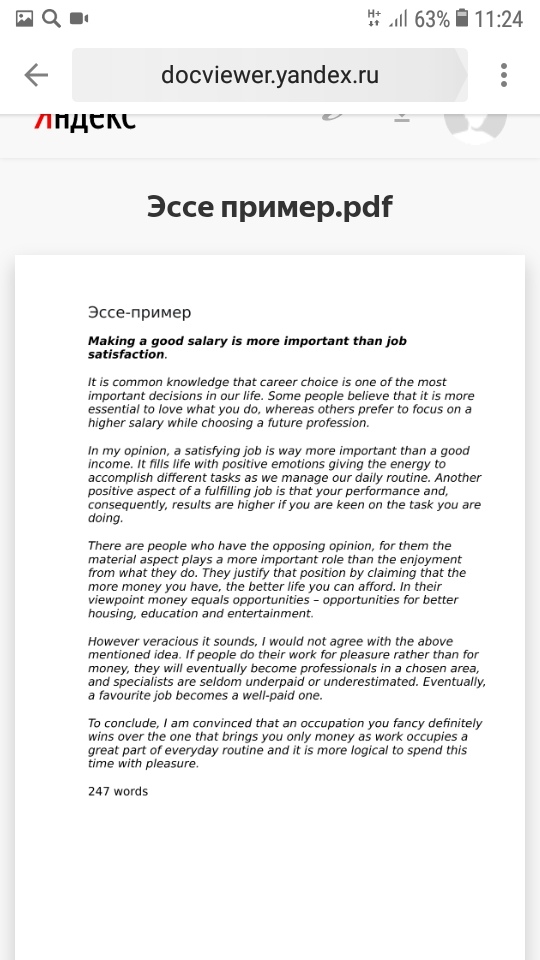 H+
63%
11:24
docviewer.yandex.ru
Яндекс
Эссе пример.pdf
Эссе-пример
Making a good salary is more important than job
satisfaction.
It is common knowledge that career choice is one of the most
important decisions in our life. Some people believe that it is more
essential to love what you do, whereas others prefer to focus on a
higher salary while choosing a future profession.
In my opinion, a satisfying job is way more important than a good
income. It fills life with positive emotions giving the energy to
accomplish different tasks as we manage our daily routine. Another
positive aspect of a fulfilling job is that your performance and,
consequently, results are higher if you are keen on the task you are
doing.
There are people who have the opposing opinion, for them the
material aspect plays a more important role than the enjoyment
from what they do. They justify that position by claiming that the
more money you have, the better life you can afford. In their
viewpoint money equals opportunities – opportunities for better
housing, education and entertainment.
However veracious it sounds, I would not agree with the above
mentioned idea. If people do their work for pleasure rather than for
money, they will eventually become professionals in a chosen area,
and specialists are seldom underpaid or underestimated. Eventually,
a favourite job becomes a well-paid one.
To conclude, I am convinced that an occupation you fancy definitely
wins over the one that brings you only money as work occupies a
great part of everyday routine and it is more logical to spend this
time with pleasure.
247 words